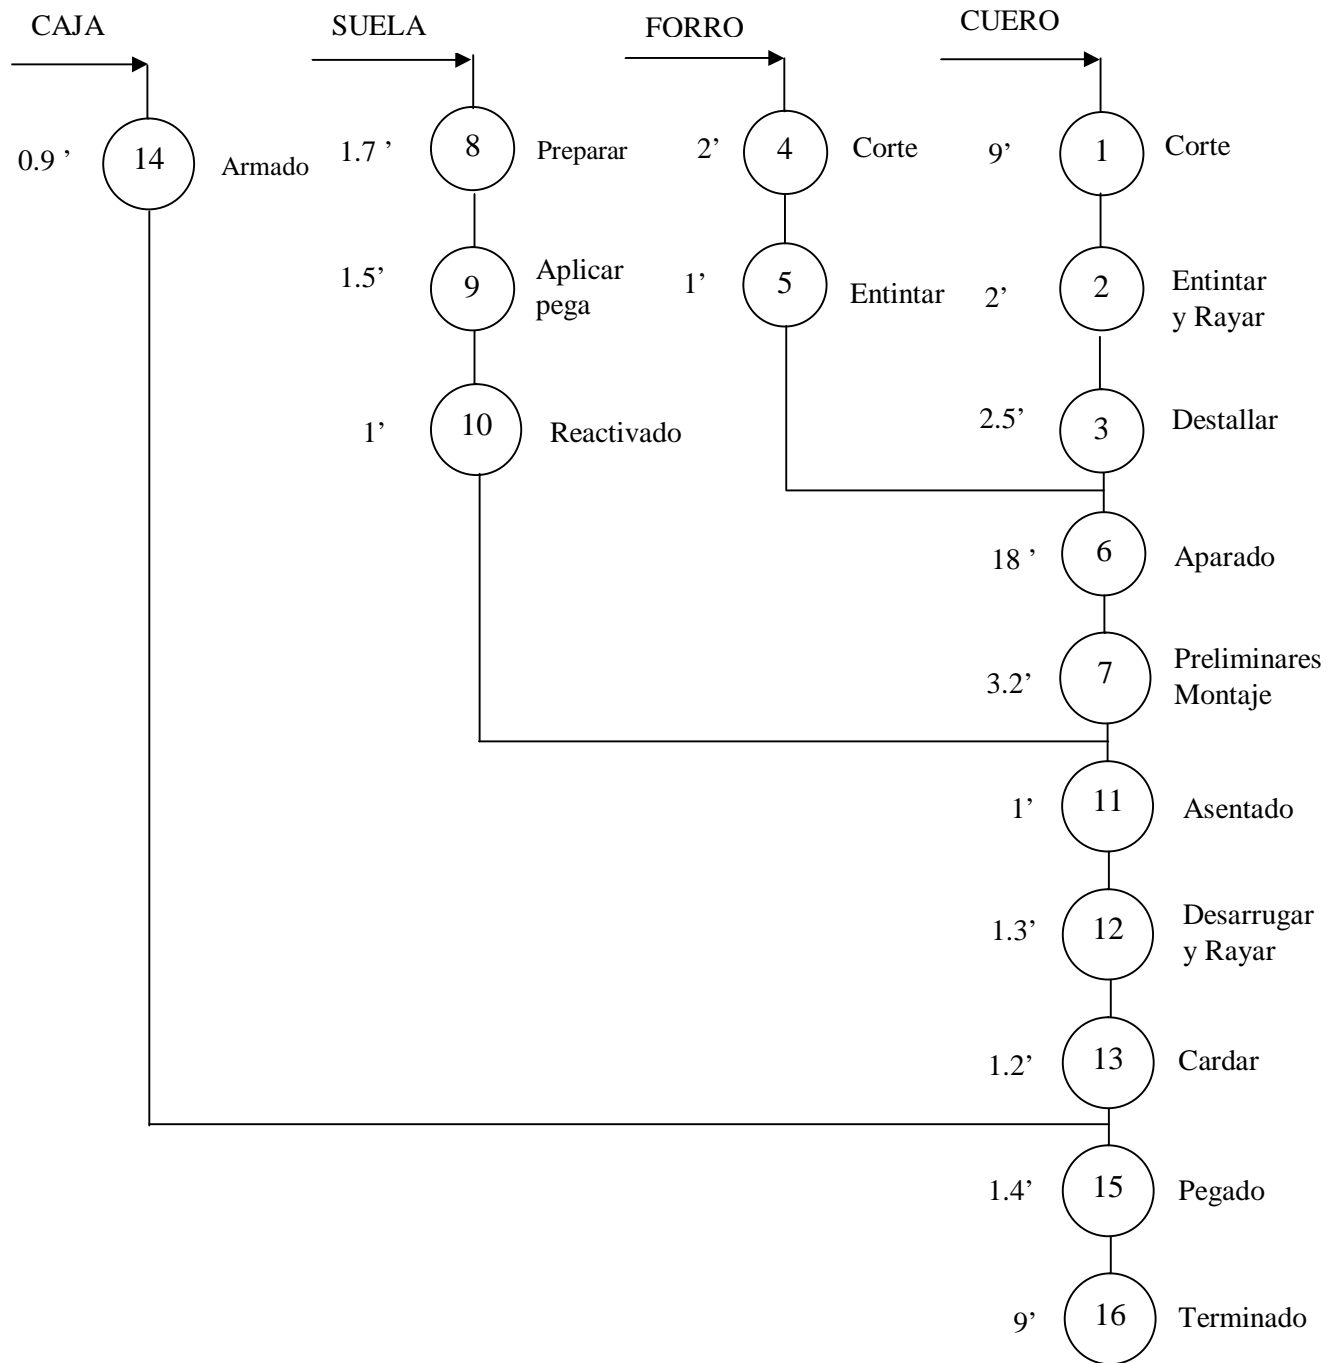 CAJA
SUELA
FORRO
CUERO
0.9 ’
14
Armado
1.7 ’
8
Preparar
2’
4
Corte
9’
1
Corte
1.5’
9
Aplicar
pega
1’
5
Entintar
2’
2
Entintar
y Rayar
1’
10
Reactivado
2.5’
3
Destallar
18 ’
6
Aparado
3.2’
7
Preliminares
Montaje
1’
11
Asentado
1.3’
12
Desarrugar
y Rayar
1.2’
13
Cardar
1.4’
15
Pegado
9’
16
Terminado